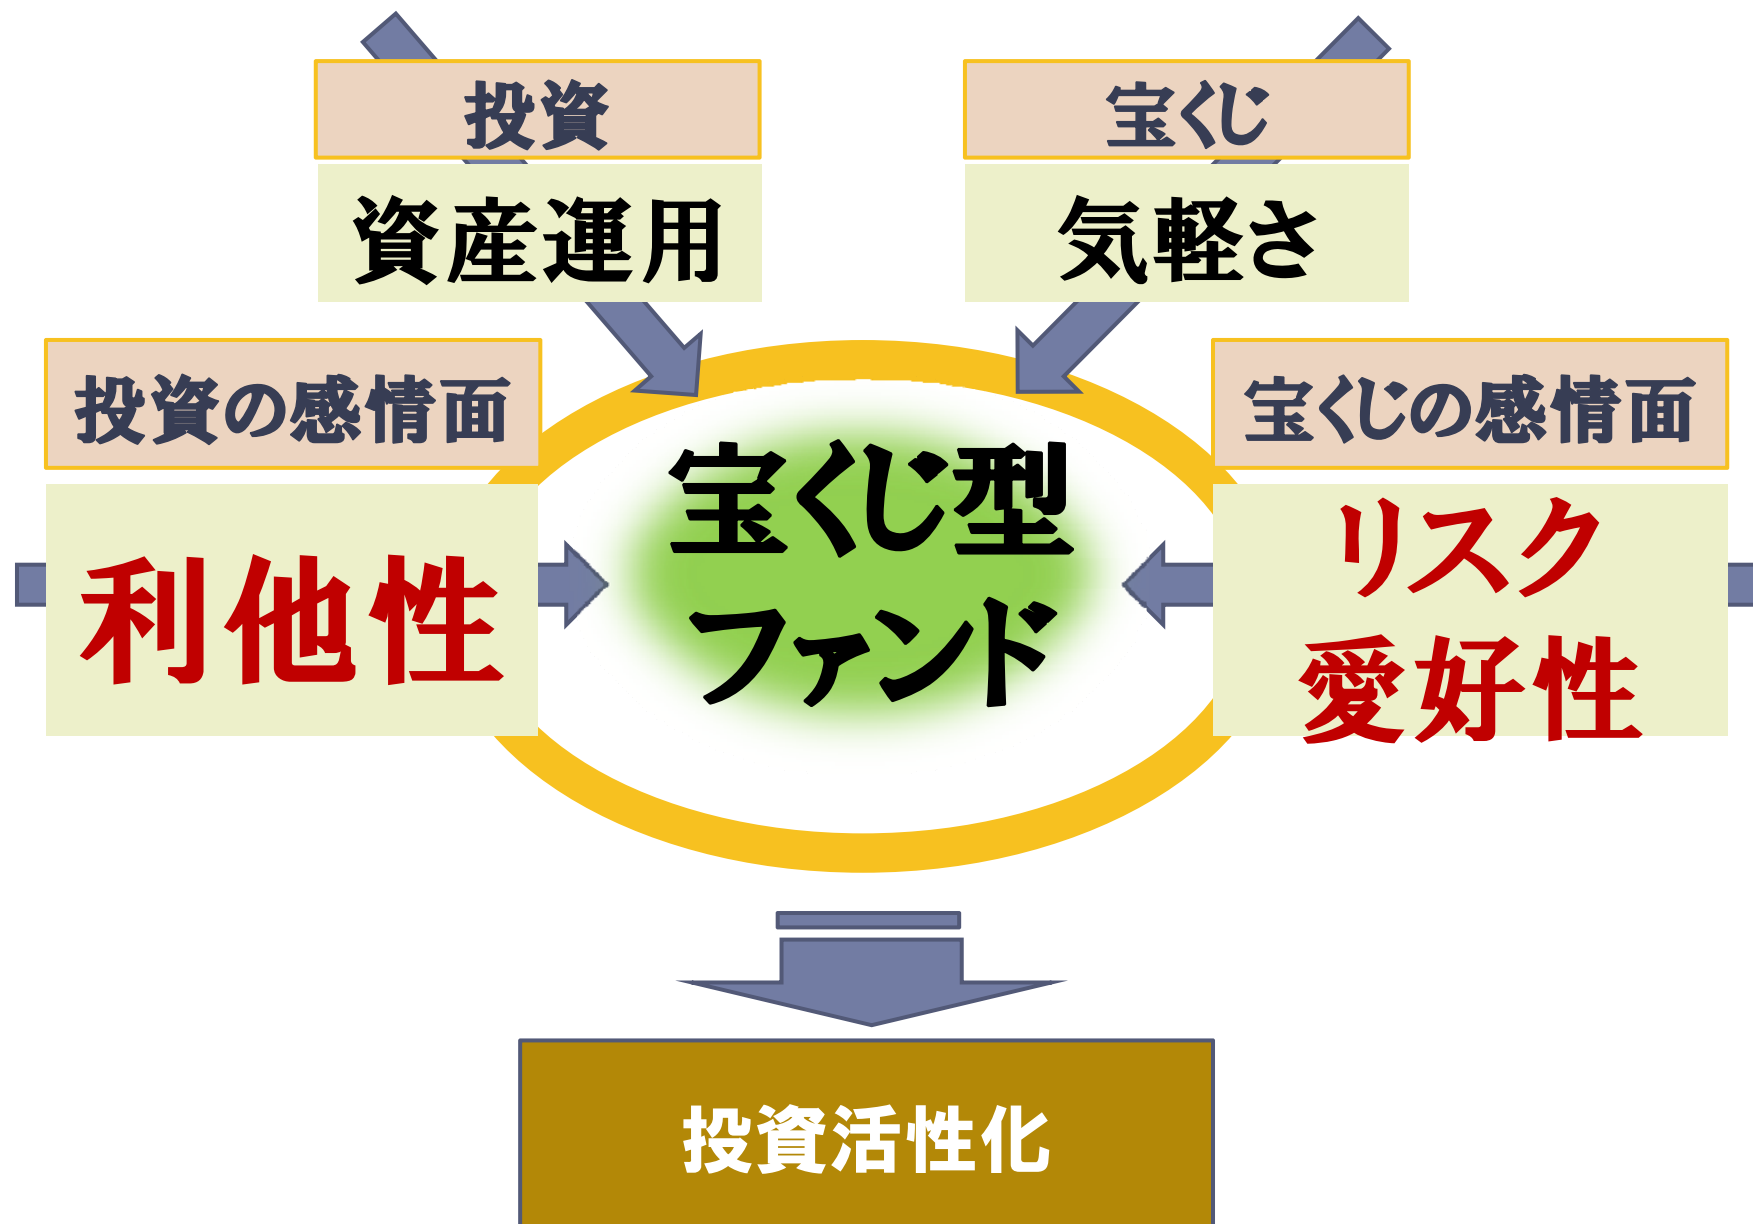 投資
資産運用
宝くじ
気軽さ
投資の感情面
利他性
宝くじ型
ファンド
宝くじの感情面
リスク
愛好性
投資活性化